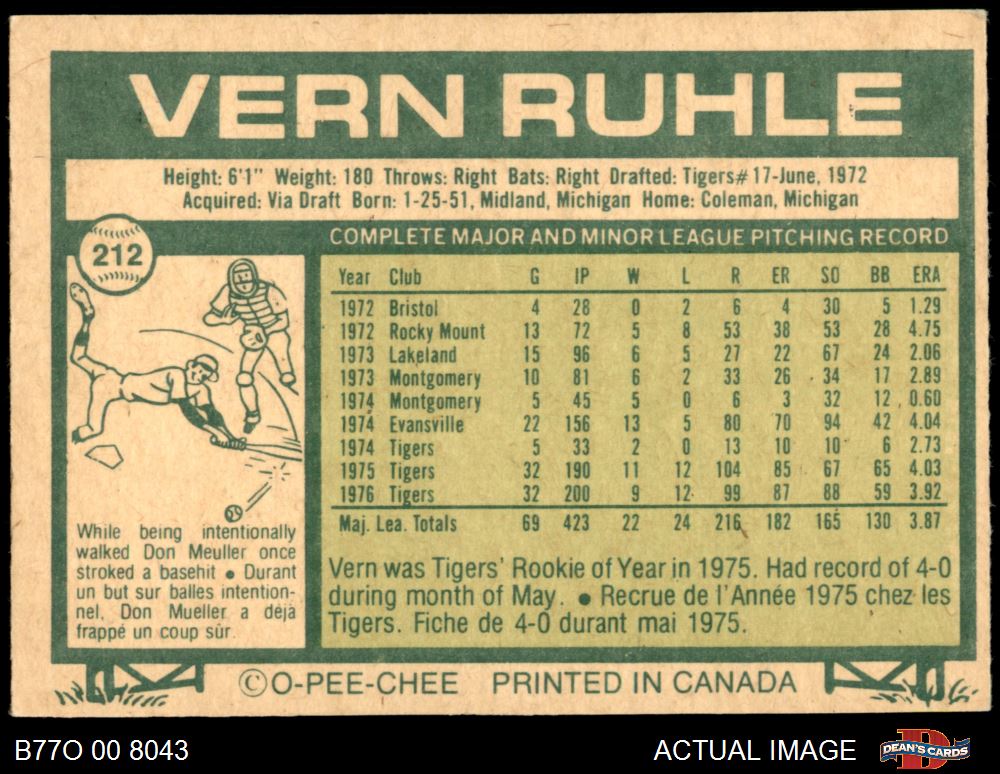 VERN RUHLE
Height: 6'1" Weight: 180 Throws: Right Bats: Right Drafted: Tigers#17-June, 1972
Acquired: Via Draft Born: 1-25-51, Midland, Michigan Home: Coleman, Michigan
212
COMPLETE MAJOR AND MINOR LEAGUE PITCHING RECORD
Year Club G IP W L R ER SO BB ERA
1972 Bristol 4 28 0 2 6 4 30 5 1.29
1972 Rocky Mount 13 72 5 8 53 38 53 28 4.75
1973 Lakeland 15 96 6 5 27 22 67 24 2.06
1973 Montgomery 10 81 6 2 33 26 34 17 2.89
1974 Montgomery 5 45 5 0 6 3 32 12 0.60
1974 Evansville 22 156 13 5 80 70 94 42 4.04
1974 Tigers 5 33 2 0 13 10 10 6 2.73
1975 Tigers 32 190 11 12 104 85 67 65 4.03
1976 Tigers 32 200 9 12 99 87 88 59 3.92
Maj. Lea. Totals 69 423 22 24 216 182 165 130 3.87
While being intentionally
walked Don Meuller once
stroked a basehit ● Durant
un but sur balles intention-
nel, Don Mueller a déjà
frappé un coup sûr.
Vern was Tigers' Rookie of Year in 1975. Had record of 4-0
during month of May. ● Recrue de l'Année 1975 chez les
Tigers. Fiche de 4-0 durant mai 1975.
©O-PEE-CHEE PRINTED IN CANADA
B77O 00 8043
ACTUAL IMAGE
DEAN'S CARDS